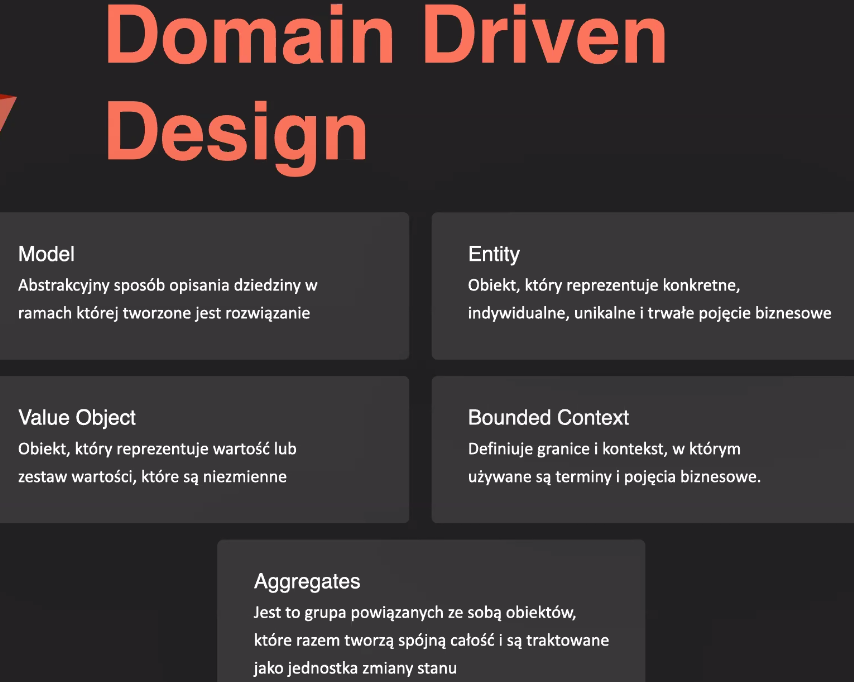 Domain Driven
Design
Model
Abstrakcyjny sposób opisania dziedziny w
ramach której tworzone jest rozwiązanie
Entity
Obiekt, który reprezentuje konkretne,
indywidualne, unikalne i trwałe pojęcie biznesowe
Value Object
Obiekt, który reprezentuje wartość lub
zestaw wartości, które są niezmienne
Bounded Context
Definiuje granice i kontekst, w którym
używane są terminy i pojęcia biznesowe.
Aggregates
Jest to grupa powiązanych ze sobą obiektów,
które razem tworzą spójną całość i są traktowane
jako jednostka zmiany stanu